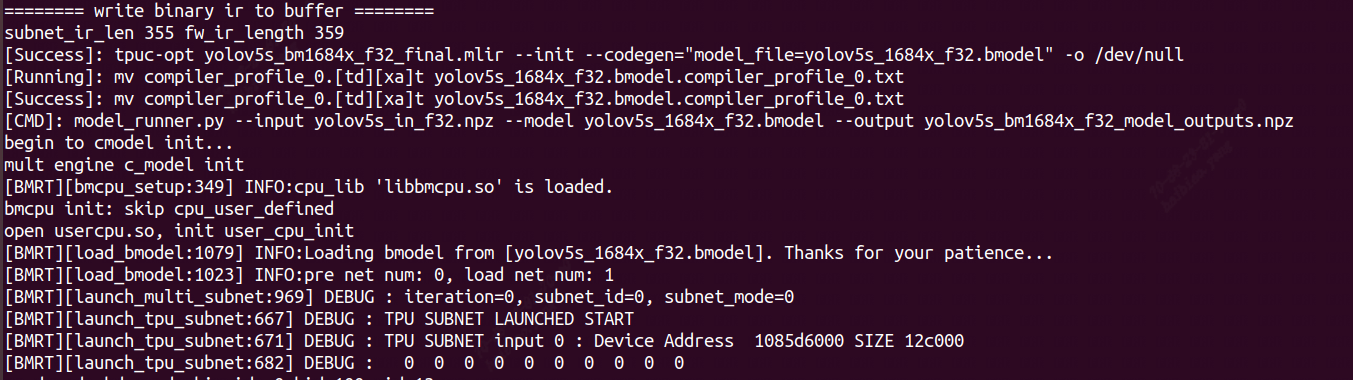 ======== write binary ir to buffer ========
subnet_ir_len 355 fw_ir_length 359
[Success]: tpuc-opt yolov5s_bm1684x_f32_final.mlir --init --codegen="model_file=yolov5s_1684x_f32.bmodel" -o /dev/null
[Running]: mv compiler_profile_0.[td][xa]t yolov5s_1684x_f32.bmodel.compiler_profile_0.txt
[Success]: mv compiler_profile_0.[td][xa]t yolov5s_1684x_f32.bmodel.compiler_profile_0.txt
[CMD]: model_runner.py --input yolov5s_in_f32.npz --model yolov5s_1684x_f32.bmodel --output yolov5s_bm1684x_f32_model_outputs.npz
begin to cmodel init...
mult engine c_model init
[BMRT][bmcpu_setup:349] INFO:cpu_lib 'libbmcpu.so' is loaded.
bmcpu init: skip cpu_user_defined
open usercpu.so, init user_cpu_init
[BMRT][load_bmodel:1079] INFO:Loading bmodel from [yolov5s_1684x_f32.bmodel]. Thanks for your patience...
[BMRT][load_bmodel:1023] INFO:pre net num: 0, load net num: 1
[BMRT][launch_multi_subnet:969] DEBUG : iteration=0, subnet_id=0, subnet_mode=0
[BMRT][launch_tpu_subnet:667] DEBUG : TPU SUBNET LAUNCHED START
[BMRT][launch_tpu_subnet:671] DEBUG : TPU SUBNET input 0 : Device Address  1085d6000 SIZE 12c000
[BMRT][launch_tpu_subnet:682] DEBUG :   0  0  0  0  0  0  0  0  0  0